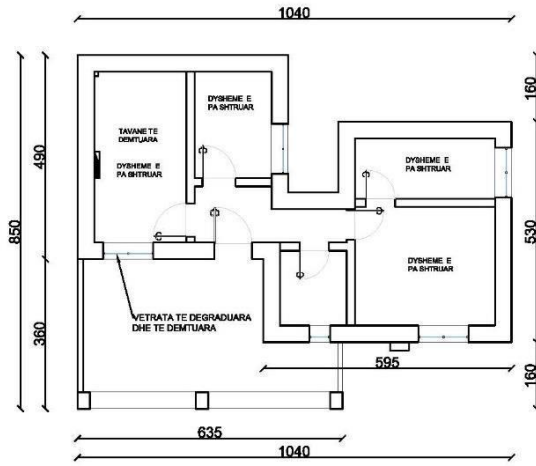 1040
TAVANE TE
DEMTUARA
DYSHEME E
PA SHTRUAR
DYSHEME E
PA SHTRUAR
DYSHEME E
PA SHTRUAR
DYSHEME E
PA SHTRUAR
VETRATA TE DEGRADUARA
DHE TE DEMTUARA
850
490
360
160
530
160
595
635
1040